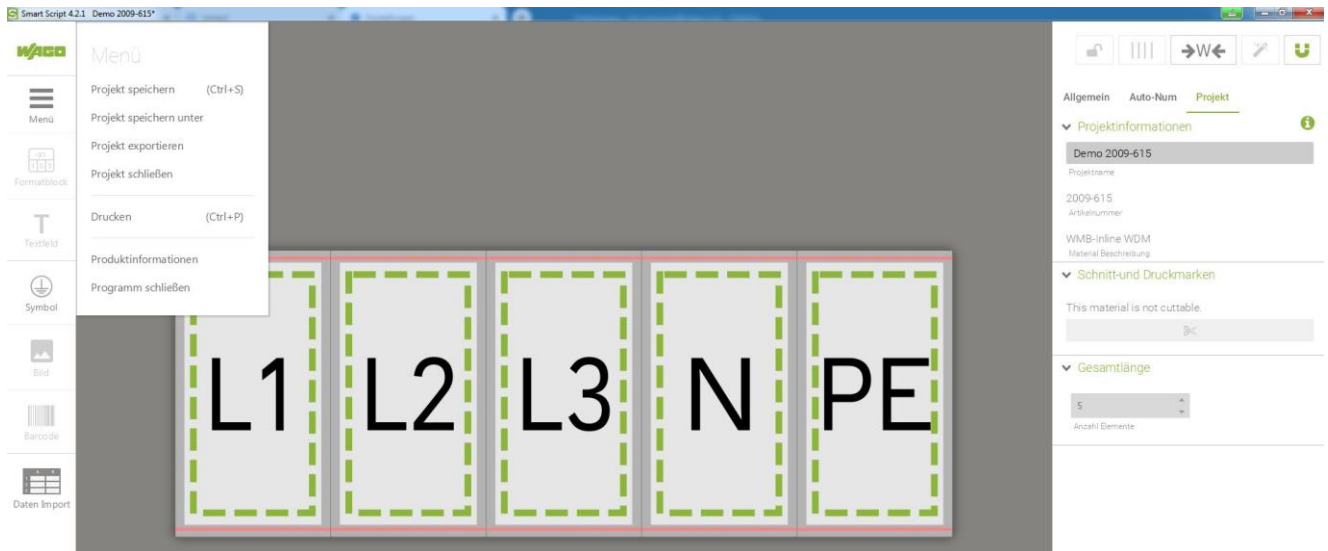 Smart Script 4.2.1 Demo 2009-615*
WAGO
Menü
Formatblock
Textfeld
Symbol
Bild
Barcode
Daten Import
Menü
Projekt speichern (Ctrl+S)
Projekt speichern unter
Projekt exportieren
Projekt schließen
Drucken (Ctrl+P)
Produktinformationen
Programm schließen
L1 L2 L3 N PE
W
Allgemein Auto-Num Projekt
Projektinformationen
Demo 2009-615
Projektname
2009-615
Artikelnummer
WMB-Inline WDM
Material Beschreibung
Schnitt-und Druckmarken
This material is not cuttable.
Gesamtlänge
5
Anzahl Elemente